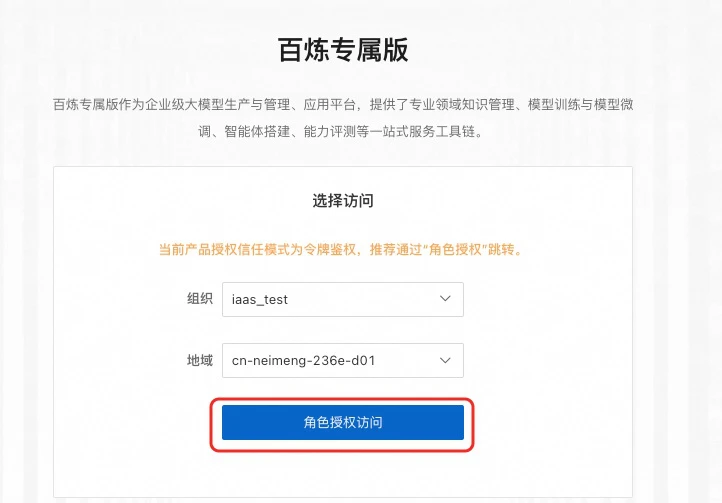 百炼专属版
百炼专属版作为企业级大模型生产与管理、应用平台，提供了专业领域知识管理、模型训练与模型微
调、智能体搭建、能力评测等一站式服务工具链。
选择访问
当前产品授权信任模式为令牌鉴权，推荐通过“角色授权”跳转。
组织 iaas_test
地域 cn-neimeng-236e-d01
角色授权访问